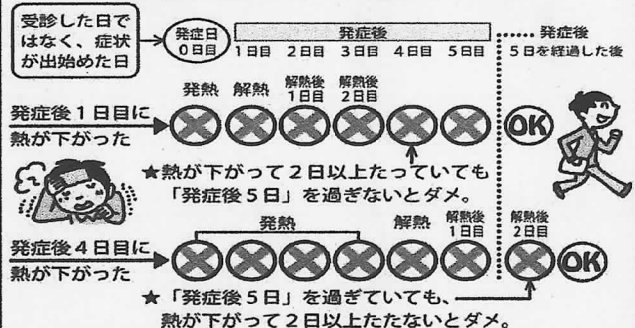 受診した日で
はなく、症状
が出始めた日
発症日
0日目
発症後
1日目 2日目 3日目 4日目 5日目
発症後
5日を経過した後
発熱 解熱 解熱後 解熱後
1日目 2日目
発症後1日目に
熱が下がった
OK
★熱が下がって2日以上たっていても
「発症後5日」を過ぎないとダメ。
発熱 解熱 解熱後 解熱後
1日目 2日目
発症後4日目に
熱が下がった
OK
★「発症後5日」を過ぎていても、
熱が下がって2日以上たたないとダメ。